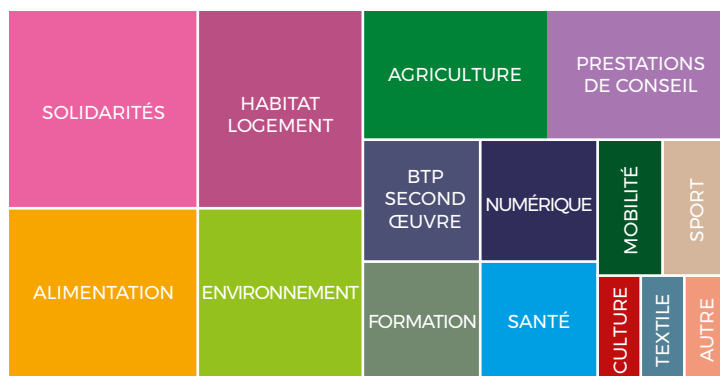 SOLIDARITÉS
HABITAT
LOGEMENT
AGRICULTURE
PRESTATIONS
DE CONSEIL
BTP
SECOND
ŒUVRE
NUMÉRIQUE
MOBILITÉ
SPORT
ALIMENTATION
ENVIRONNEMENT
FORMATION
SANTÉ
CULTURE
TEXTILE
AUTRE